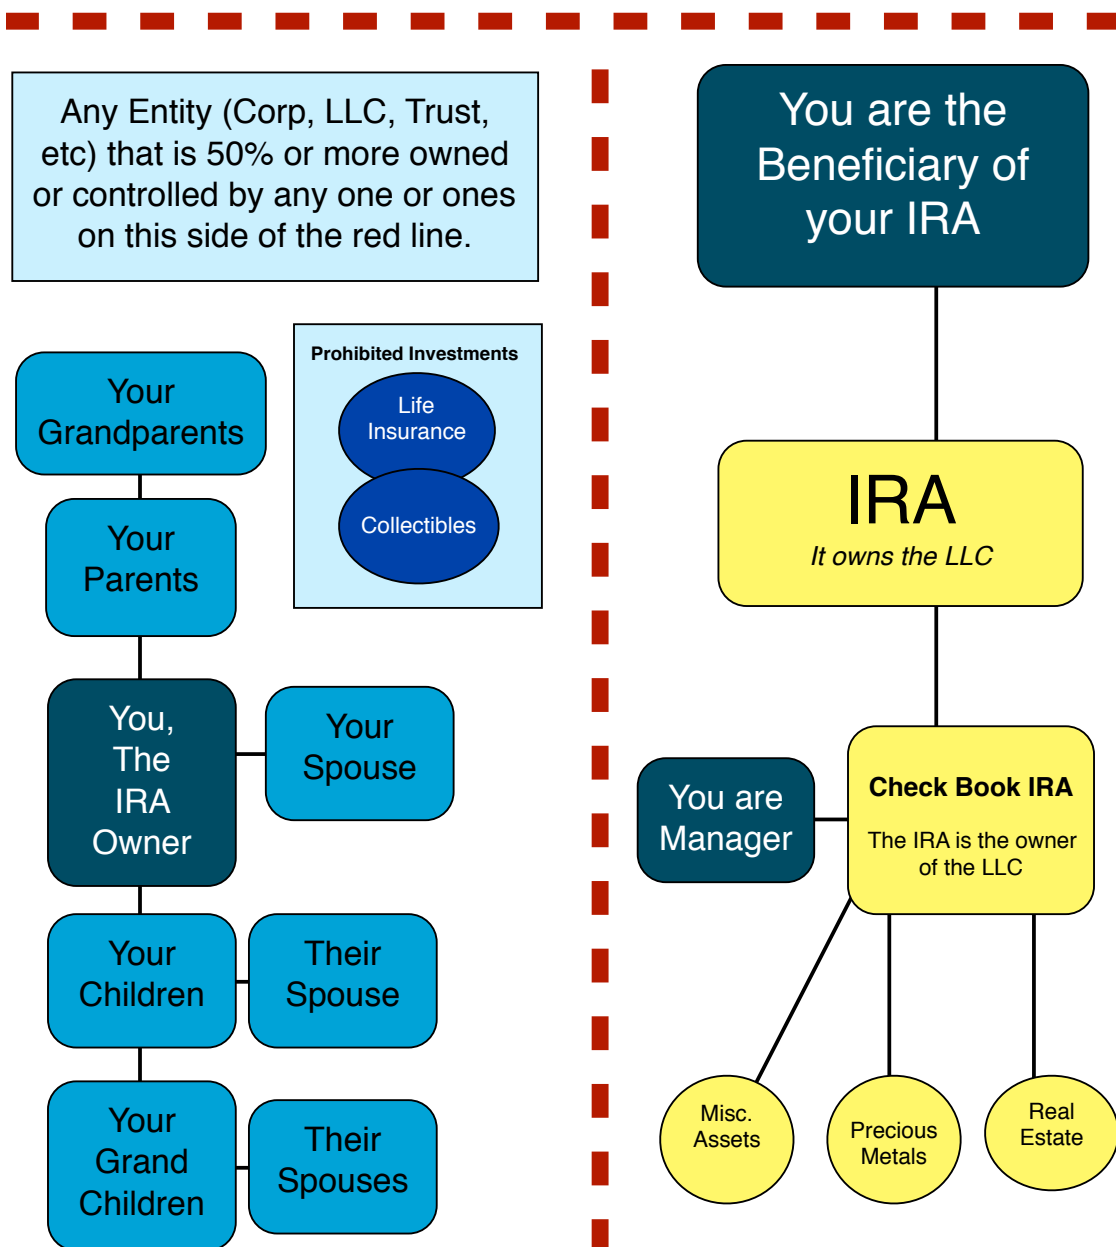 Any Entity (Corp, LLC, Trust,
etc) that is 50% or more owned
or controlled by any one or ones
on this side of the red line.
Prohibited Investments
Life
Insurance
Collectibles
Your
Grandparents
Your
Parents
You,
The
IRA
Owner
Your
Spouse
Your
Children
Their
Spouse
Your
Grand
Children
Their
Spouses
You are the
Beneficiary of
your IRA
IRA
It owns the LLC
You are
Manager
Check Book IRA
The IRA is the owner
of the LLC
Misc.
Assets
Precious
Metals
Real
Estate